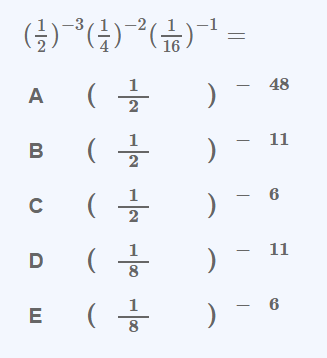 (1/2)⁻³(1/4)⁻²(1/16)⁻¹ =
A (1/2)⁻⁴⁸
B (1/2)⁻¹¹
C (1/2)⁻⁶
D (1/8)⁻¹¹
E (1/8)⁻⁶